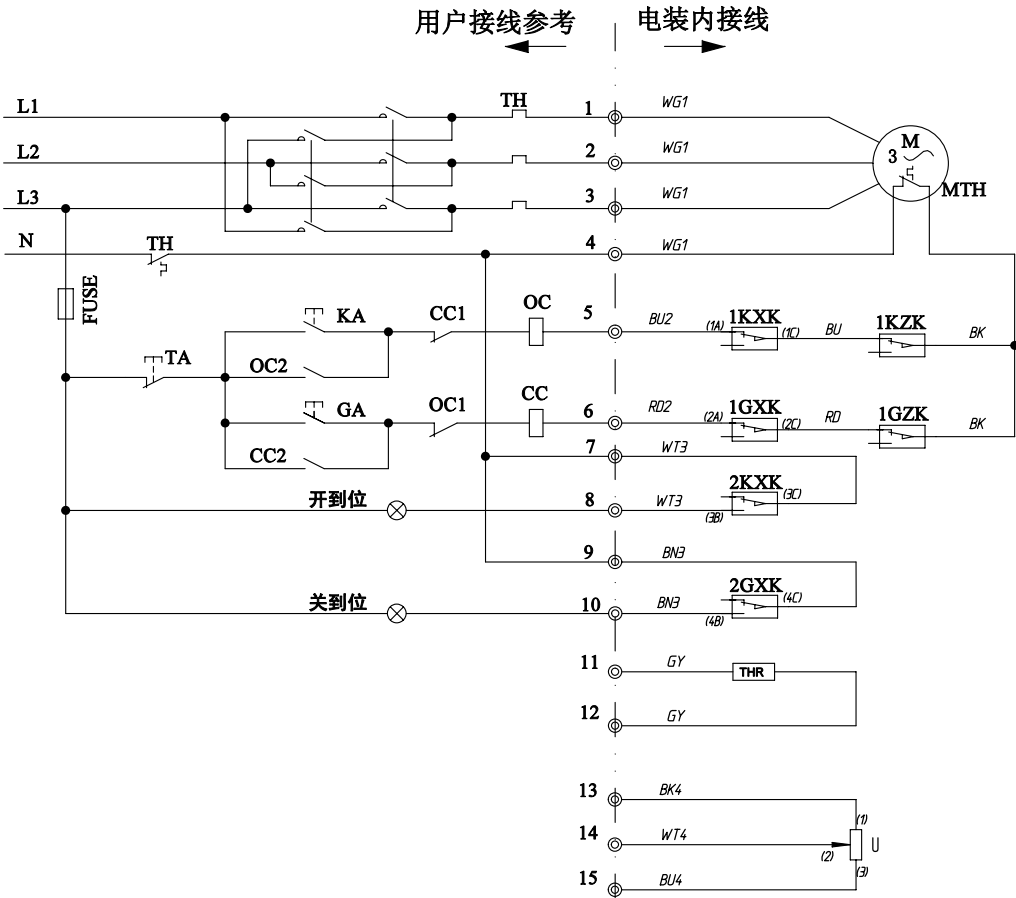 用户接线参考 电装内接线
L1 TH 1 WG1
L2 2 WG1 M 3
L3 3 WG1 MTH
N TH 4 WG1
FUSE
KA CC1 OC 5 BU2 (1A) 1KXK (1C) BU 1KZK BK
TA OC2
GA OC1 CC 6 RD2 (2A) 1GXK (2C) RD 1GZK BK
CC2 7 WT3
开到位 8 WT3 (3B) 2KXK (3C)
9 BN3
关到位 10 BN3 (4B) 2GXK (4C)
11 GY THR
12 GY
13 BK4 (1)
14 WT4 (2) U
15 BU4 (3)